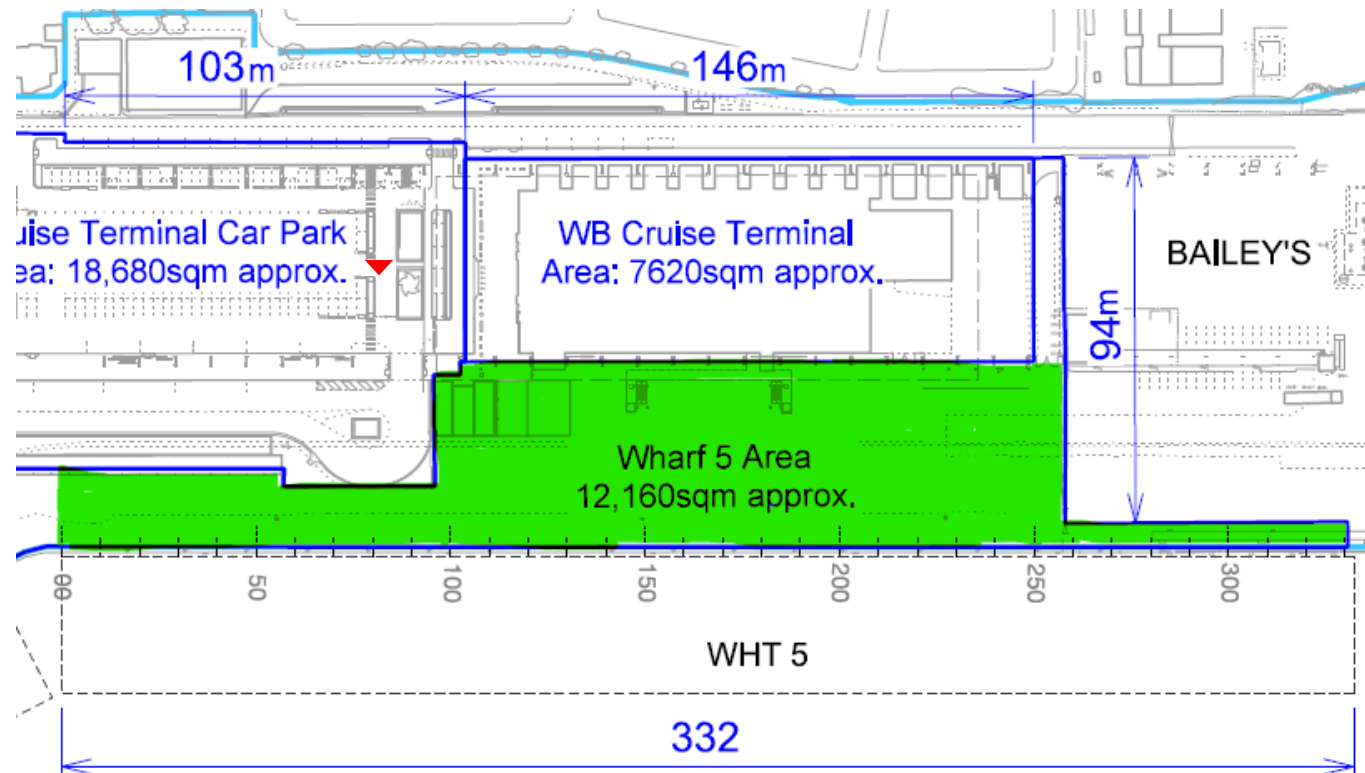 103m
146m
uise Terminal Car Park
ea: 18,680sqm approx.
WB Cruise Terminal
Area: 7620sqm approx.
BAILEY'S
94m
Wharf 5 Area
12,160sqm approx.
00
50
100
150
200
250
300
WHT 5
332